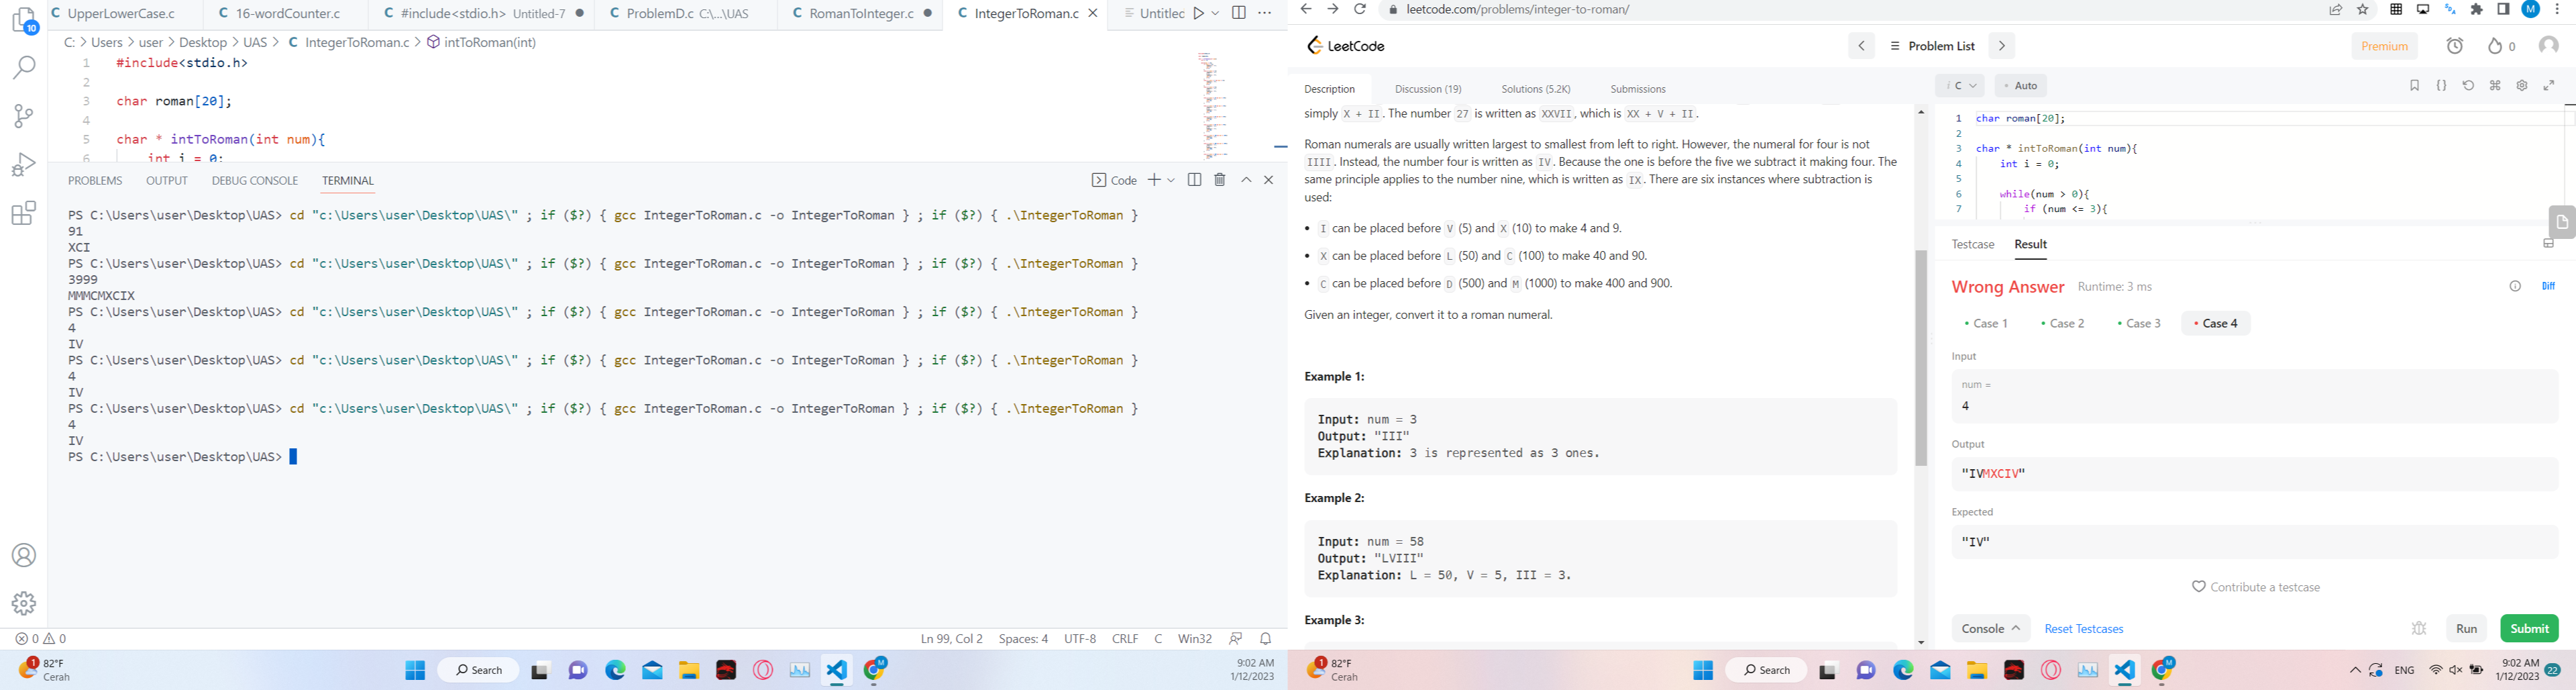 UpperLowerCase.c
16-wordCounter.c
#include<stdio.h> Untitled-7
ProblemD.c C:\...\UAS
RomanToInteger.c
IntegerToRoman.c
Untitlec
C: > Users > user > Desktop > UAS > C IntegerToRoman.c > intToRoman(int)
10
1 #include<stdio.h>
2
3 char roman[20];
4
5 char * intToRoman(int num){
6 int i = 0;
PROBLEMS OUTPUT DEBUG CONSOLE TERMINAL
Code
PS C:\Users\user\Desktop\UAS> cd "c:\Users\user\Desktop\UAS\" ; if ($?) { gcc IntegerToRoman.c -o IntegerToRoman } ; if ($?) { .\IntegerToRoman }
91
XCI
PS C:\Users\user\Desktop\UAS> cd "c:\Users\user\Desktop\UAS\" ; if ($?) { gcc IntegerToRoman.c -o IntegerToRoman } ; if ($?) { .\IntegerToRoman }
3999
MMMCMXCIX
PS C:\Users\user\Desktop\UAS> cd "c:\Users\user\Desktop\UAS\" ; if ($?) { gcc IntegerToRoman.c -o IntegerToRoman } ; if ($?) { .\IntegerToRoman }
4
IV
PS C:\Users\user\Desktop\UAS> cd "c:\Users\user\Desktop\UAS\" ; if ($?) { gcc IntegerToRoman.c -o IntegerToRoman } ; if ($?) { .\IntegerToRoman }
4
IV
PS C:\Users\user\Desktop\UAS> cd "c:\Users\user\Desktop\UAS\" ; if ($?) { gcc IntegerToRoman.c -o IntegerToRoman } ; if ($?) { .\IntegerToRoman }
4
IV
PS C:\Users\user\Desktop\UAS>
0 0
Ln 99, Col 2 Spaces: 4 UTF-8 CRLF C Win32
1
82°F
Cerah
Search
M
9:02 AM
1/12/2023
leetcode.com/problems/integer-to-roman/
M
LeetCode
Problem List
Premium
0
Description Discussion (19) Solutions (5.2K) Submissions
simply X + II. The number 27 is written as XXVII, which is XX + V + II.
Roman numerals are usually written largest to smallest from left to right. However, the numeral for four is not
IIII. Instead, the number four is written as IV. Because the one is before the five we subtract it making four. The
same principle applies to the number nine, which is written as IX. There are six instances where subtraction is
used:
• I can be placed before V (5) and X (10) to make 4 and 9.
• X can be placed before L (50) and C (100) to make 40 and 90.
• C can be placed before D (500) and M (1000) to make 400 and 900.
Given an integer, convert it to a roman numeral.
Example 1:
Input: num = 3
Output: "III"
Explanation: 3 is represented as 3 ones.
Example 2:
Input: num = 58
Output: "LVIII"
Explanation: L = 50, V = 5, III = 3.
Example 3:
i C
• Auto
1 char roman[20];
2
3 char * intToRoman(int num){
4 int i = 0;
5
6 while(num > 0){
7 if (num <= 3){
Testcase Result
Wrong Answer Runtime: 3 ms
Diff
• Case 1 • Case 2 • Case 3 • Case 4
Input
num =
4
Output
"IVMXCIV"
Expected
"IV"
Contribute a testcase
Console
Reset Testcases
Run
Submit
1
82°F
Cerah
Search
M
ENG
9:02 AM
1/12/2023
22